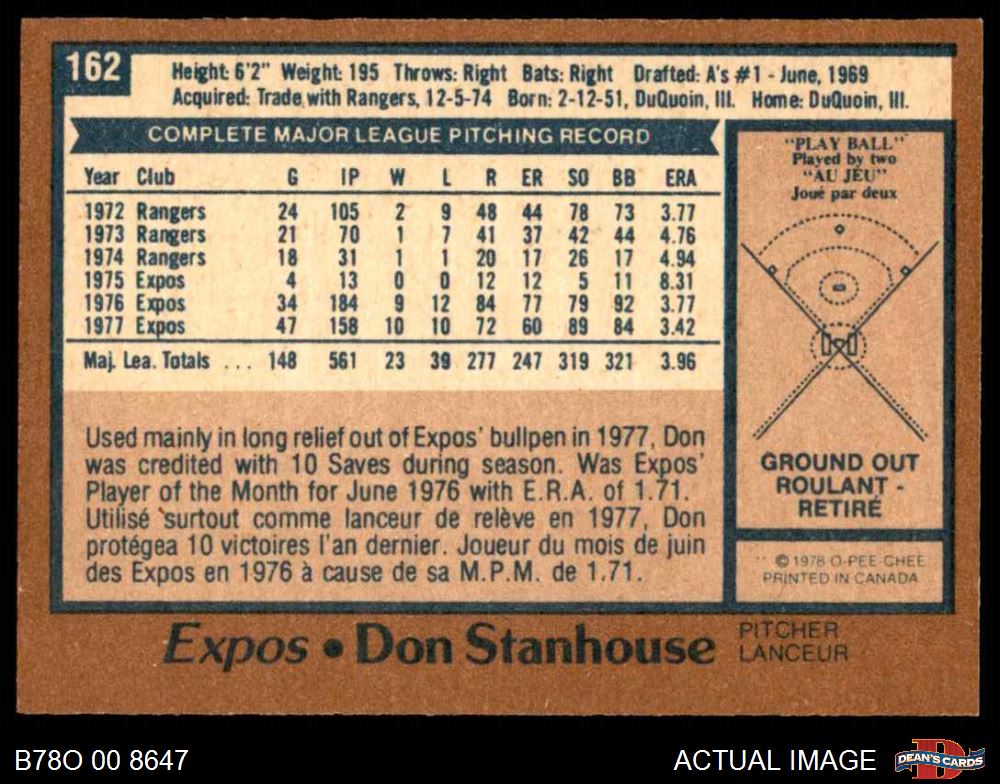 162
Height: 6'2" Weight: 195 Throws: Right Bats: Right Drafted: A's #1 - June, 1969
Acquired: Trade with Rangers, 12-5-74 Born: 2-12-51, DuQuoin, Ill. Home: DuQuoin, Ill.
COMPLETE MAJOR LEAGUE PITCHING RECORD
Year Club G IP W L R ER SO BB ERA
1972 Rangers 24 105 2 9 48 44 78 73 3.77
1973 Rangers 21 70 1 7 41 37 42 44 4.76
1974 Rangers 18 31 1 1 20 17 26 17 4.94
1975 Expos 4 13 0 0 12 12 5 11 8.31
1976 Expos 34 184 9 12 84 77 79 92 3.77
1977 Expos 47 158 10 10 72 60 89 84 3.42
Maj. Lea. Totals ... 148 561 23 39 277 247 319 321 3.96
Used mainly in long relief out of Expos' bullpen in 1977, Don
was credited with 10 Saves during season. Was Expos'
Player of the Month for June 1976 with E.R.A. of 1.71.
Utilisé surtout comme lanceur de relève en 1977, Don
protégea 10 victoires l'an dernier. Joueur du mois de juin
des Expos en 1976 à cause de sa M.P.M. de 1.71.
"PLAY BALL"
Played by two
"AU JEU"
Joué par deux
GROUND OUT
ROULANT -
RETIRÉ
** © 1978 O-PEE-CHEE
PRINTED IN CANADA
Expos • Don Stanhouse
PITCHER
LANCEUR
B78O 00 8647
ACTUAL IMAGE
DEAN'S CARDS